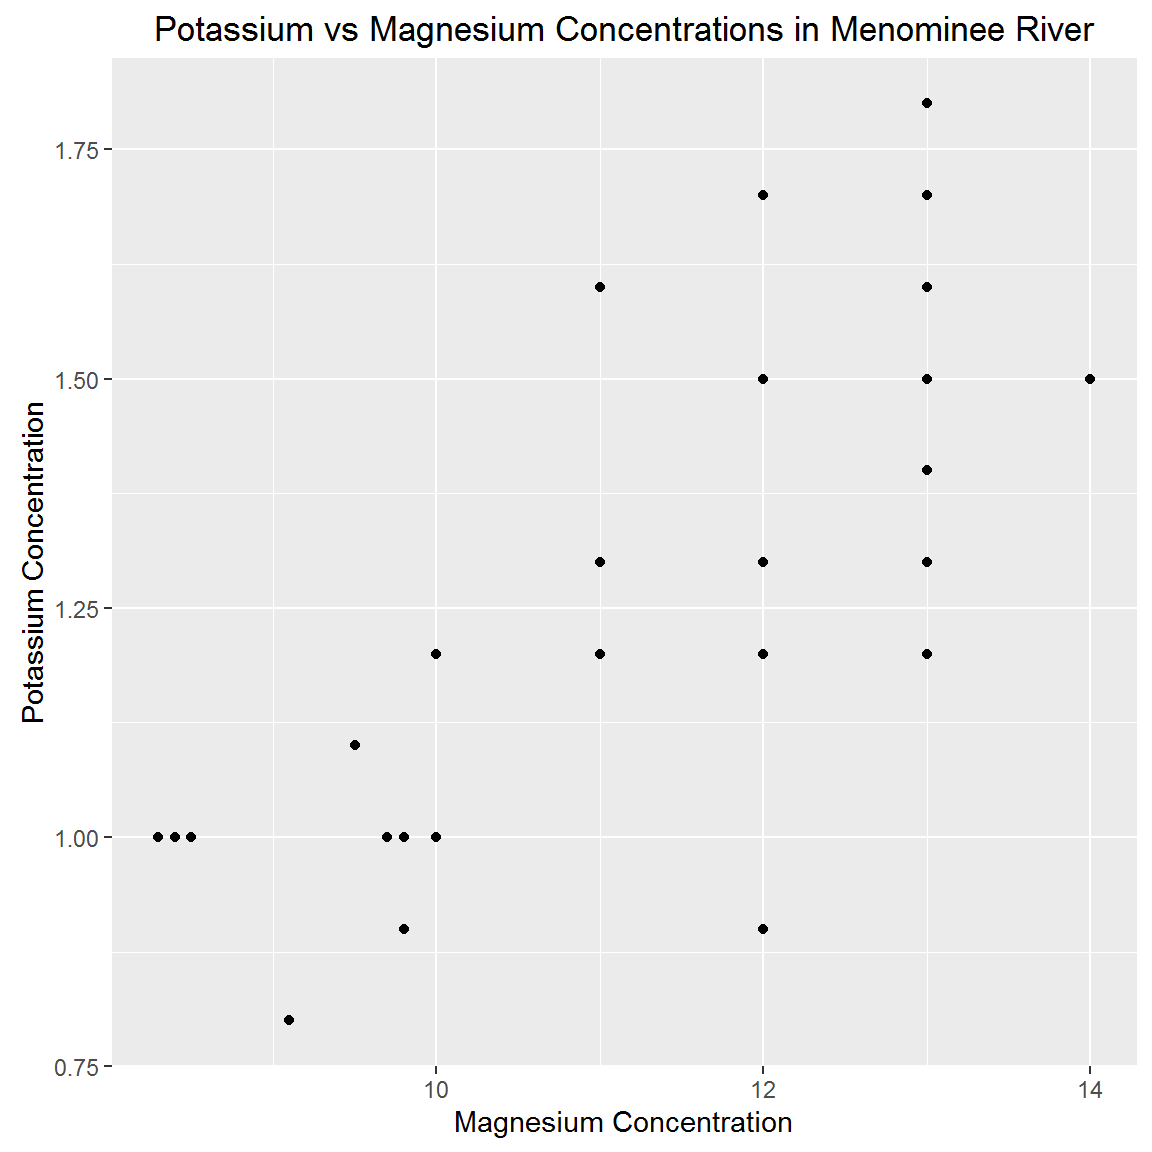 Potassium vs Magnesium Concentrations in Menominee River
Potassium Concentration
1.75
1.50
1.25
1.00
0.75
10 12 14
Magnesium Concentration